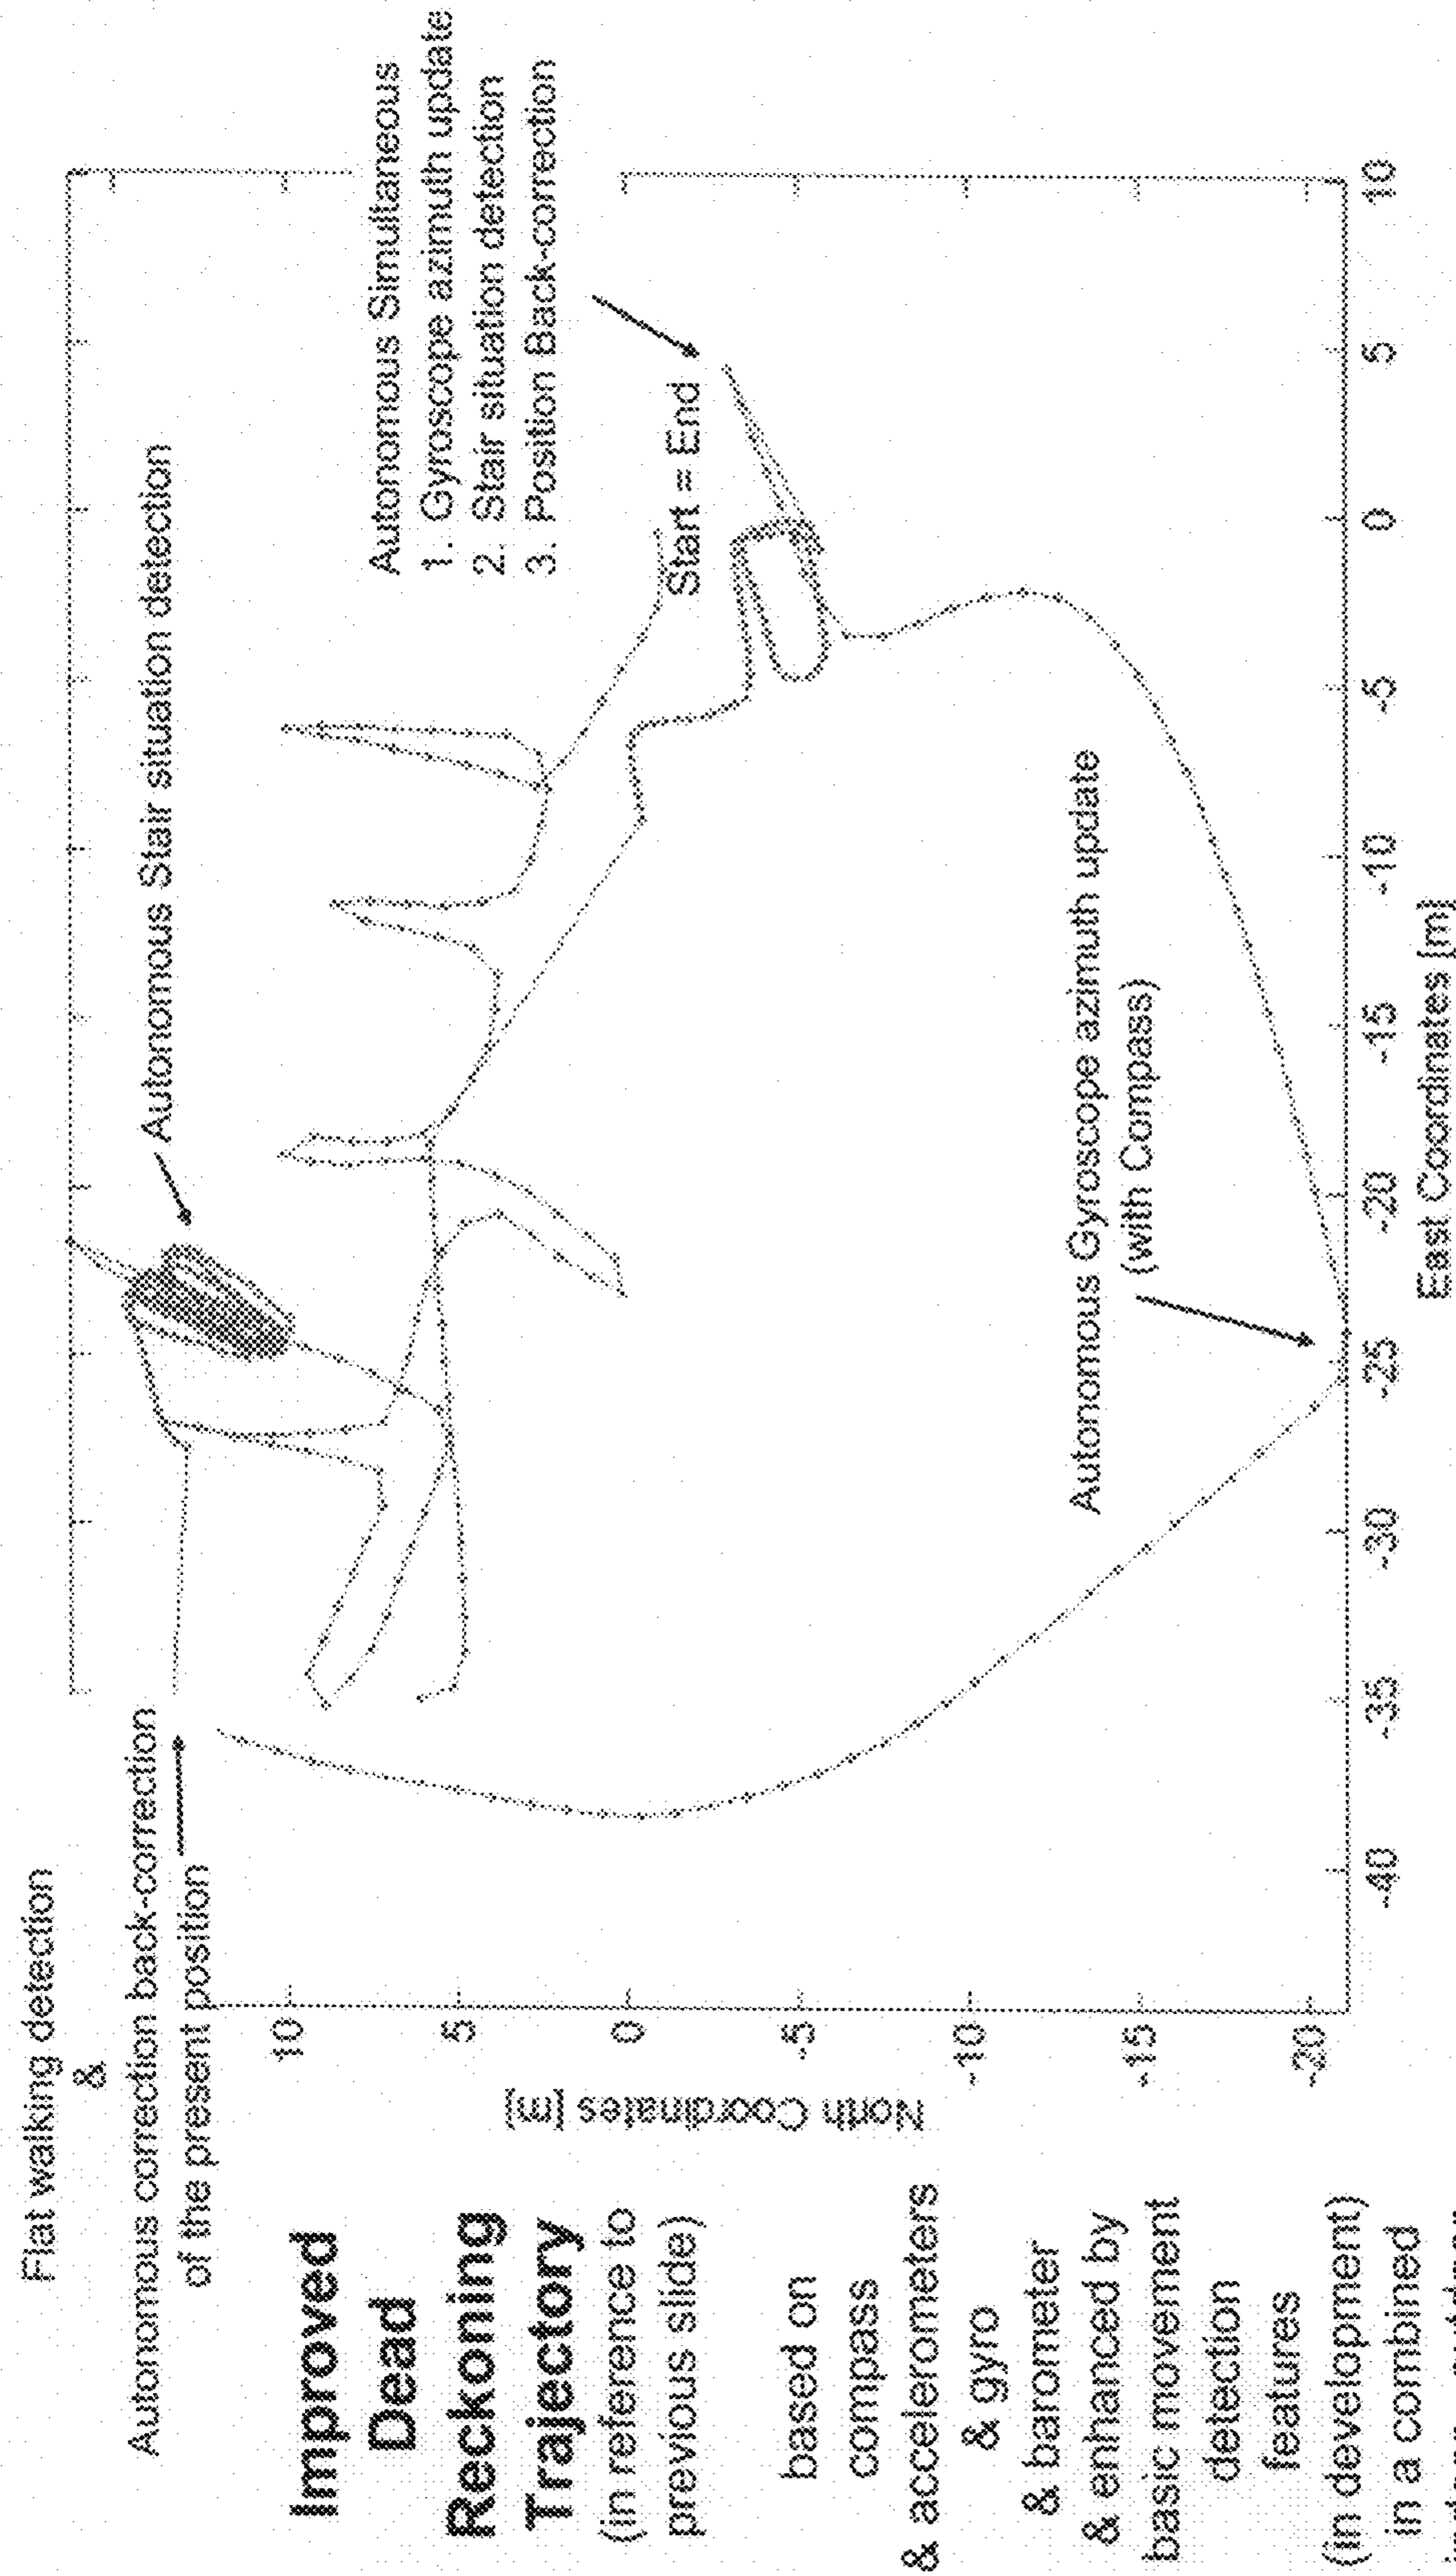 Flat walking detection
&
Autonomous correction back-correction
of the present position
Autonomous Stair situation detection
Autonomous Simultaneous
1. Gyroscope azimuth update
2. Stair situation detection
3. Position Back-correction
Start = End
Autonomous Gyroscope azimuth update
(with Compass)
Improved
Dead
Reckoning
Trajectory
(in reference to
previous slide)
based on
compass
& accelerometers
& gyro
& barometer
& enhanced by
basic movement
detection
features
(in development)
in a combined
North Coordinates [m]
10
5
0
-5
-10
-15
-20
-40
-35
-30
-25
-20
-15
-10
-5
0
5
10
East Coordinates [m]